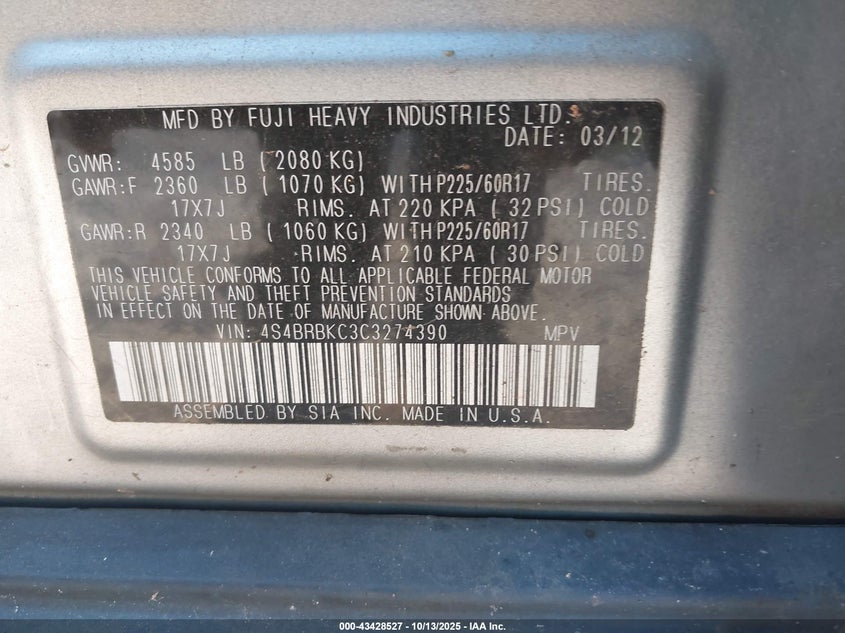 MFD BY FUJI HEAVY INDUSTRIES LTD.
DATE: 03/12
GVWR: 4585 LB ( 2080 KG)
GAWR:F 2360 LB ( 1070 KG) WITH P225/60R17 TIRES.
17X7J RIMS. AT 220 KPA ( 32 PSI) COLD
GAWR:R 2340 LB ( 1060 KG) WITH P225/60R17 TIRES.
17X7J RIMS. AT 210 KPA ( 30 PSI) COLD
THIS VEHICLE CONFORMS TO ALL APPLICABLE FEDERAL MOTOR
VEHICLE SAFETY AND THEFT PREVENTION STANDARDS
IN EFFECT ON THE DATE OF MANUFACTURE SHOWN ABOVE.
VIN: 4S4BRBKC3C3274390 MPV
ASSEMBLED BY SIA INC. MADE IN U.S.A.
000-43428527 | 10/13/2025 - IAA Inc.